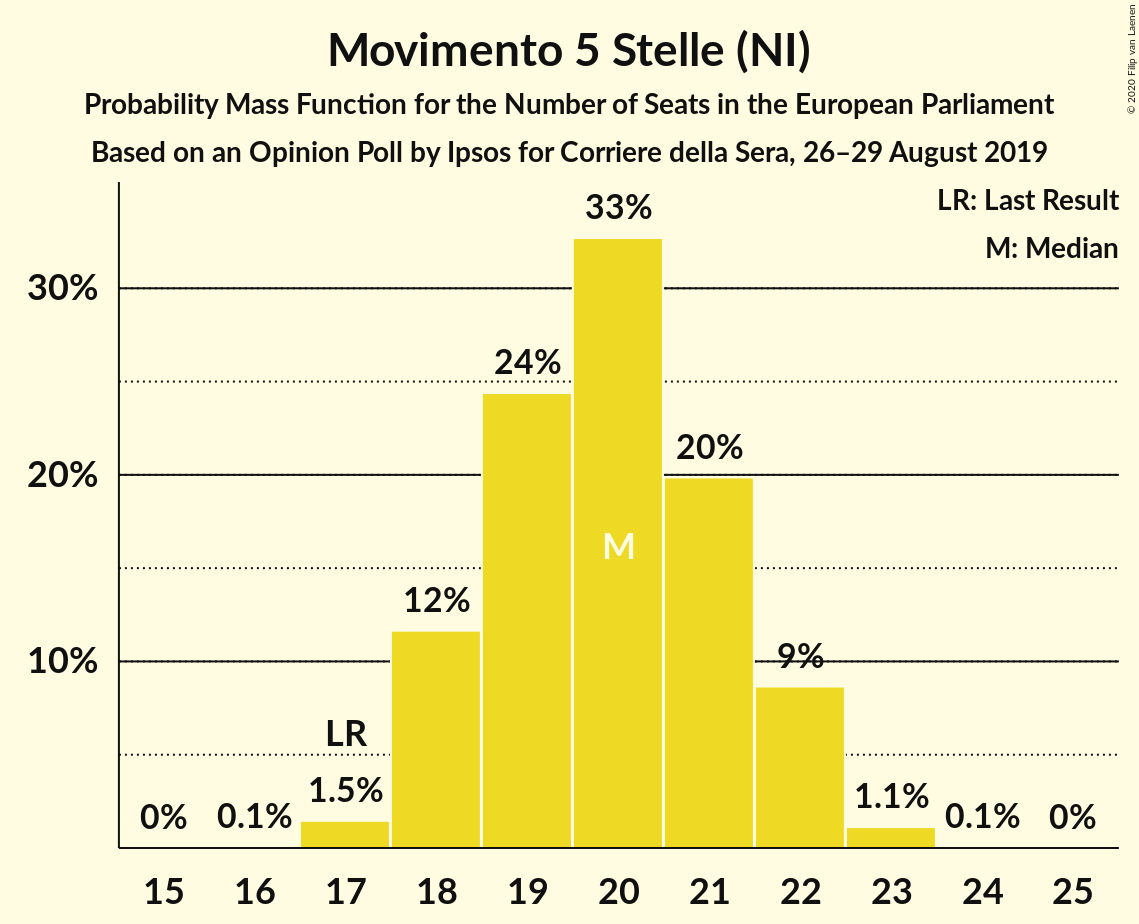 Movimento 5 Stelle (NI)
Probability Mass Function for the Number of Seats in the European Parliament
Based on an Opinion Poll by Ipsos for Corriere della Sera, 26–29 August 2019
© 2020 Filip van Laenen
LR: Last Result
M: Median
33%
30%
24%
20%
20%
M
12%
10%
9%
LR
1.5%
1.1%
0%
0.1%
0.1%
0%
15 16 17 18 19 20 21 22 23 24 25